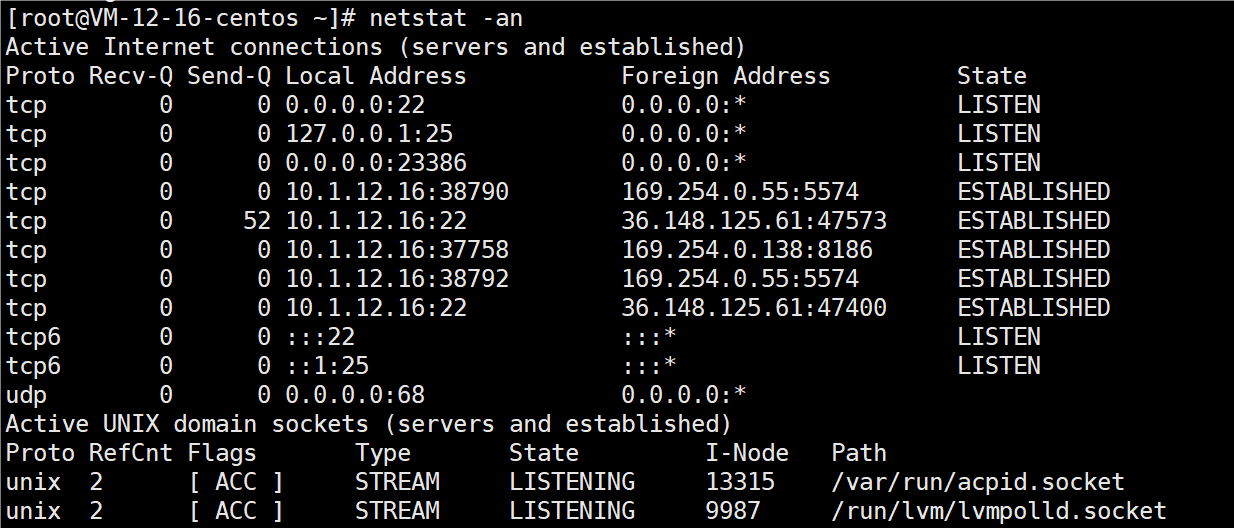 [root@VM-12-16-centos ~]# netstat -an
Active Internet connections (servers and established)
Proto Recv-Q Send-Q Local Address           Foreign Address         State
tcp        0      0 0.0.0.0:22              0.0.0.0:*               LISTEN
tcp        0      0 127.0.0.1:25            0.0.0.0:*               LISTEN
tcp        0      0 0.0.0.0:23386           0.0.0.0:*               LISTEN
tcp        0      0 10.1.12.16:38790        169.254.0.55:5574       ESTABLISHED
tcp        0     52 10.1.12.16:22           36.148.125.61:47573     ESTABLISHED
tcp        0      0 10.1.12.16:37758        169.254.0.138:8186      ESTABLISHED
tcp        0      0 10.1.12.16:38792        169.254.0.55:5574       ESTABLISHED
tcp        0      0 10.1.12.16:22           36.148.125.61:47400     ESTABLISHED
tcp6       0      0 :::22                   :::*                    LISTEN
tcp6       0      0 ::1:25                  :::*                    LISTEN
udp        0      0 0.0.0.0:68              0.0.0.0:*
Active UNIX domain sockets (servers and established)
Proto RefCnt Flags       Type       State         I-Node   Path
unix  2      [ ACC ]     STREAM     LISTENING     13315    /var/run/acpid.socket
unix  2      [ ACC ]     STREAM     LISTENING     9987     /run/lvm/lvmpolld.socket